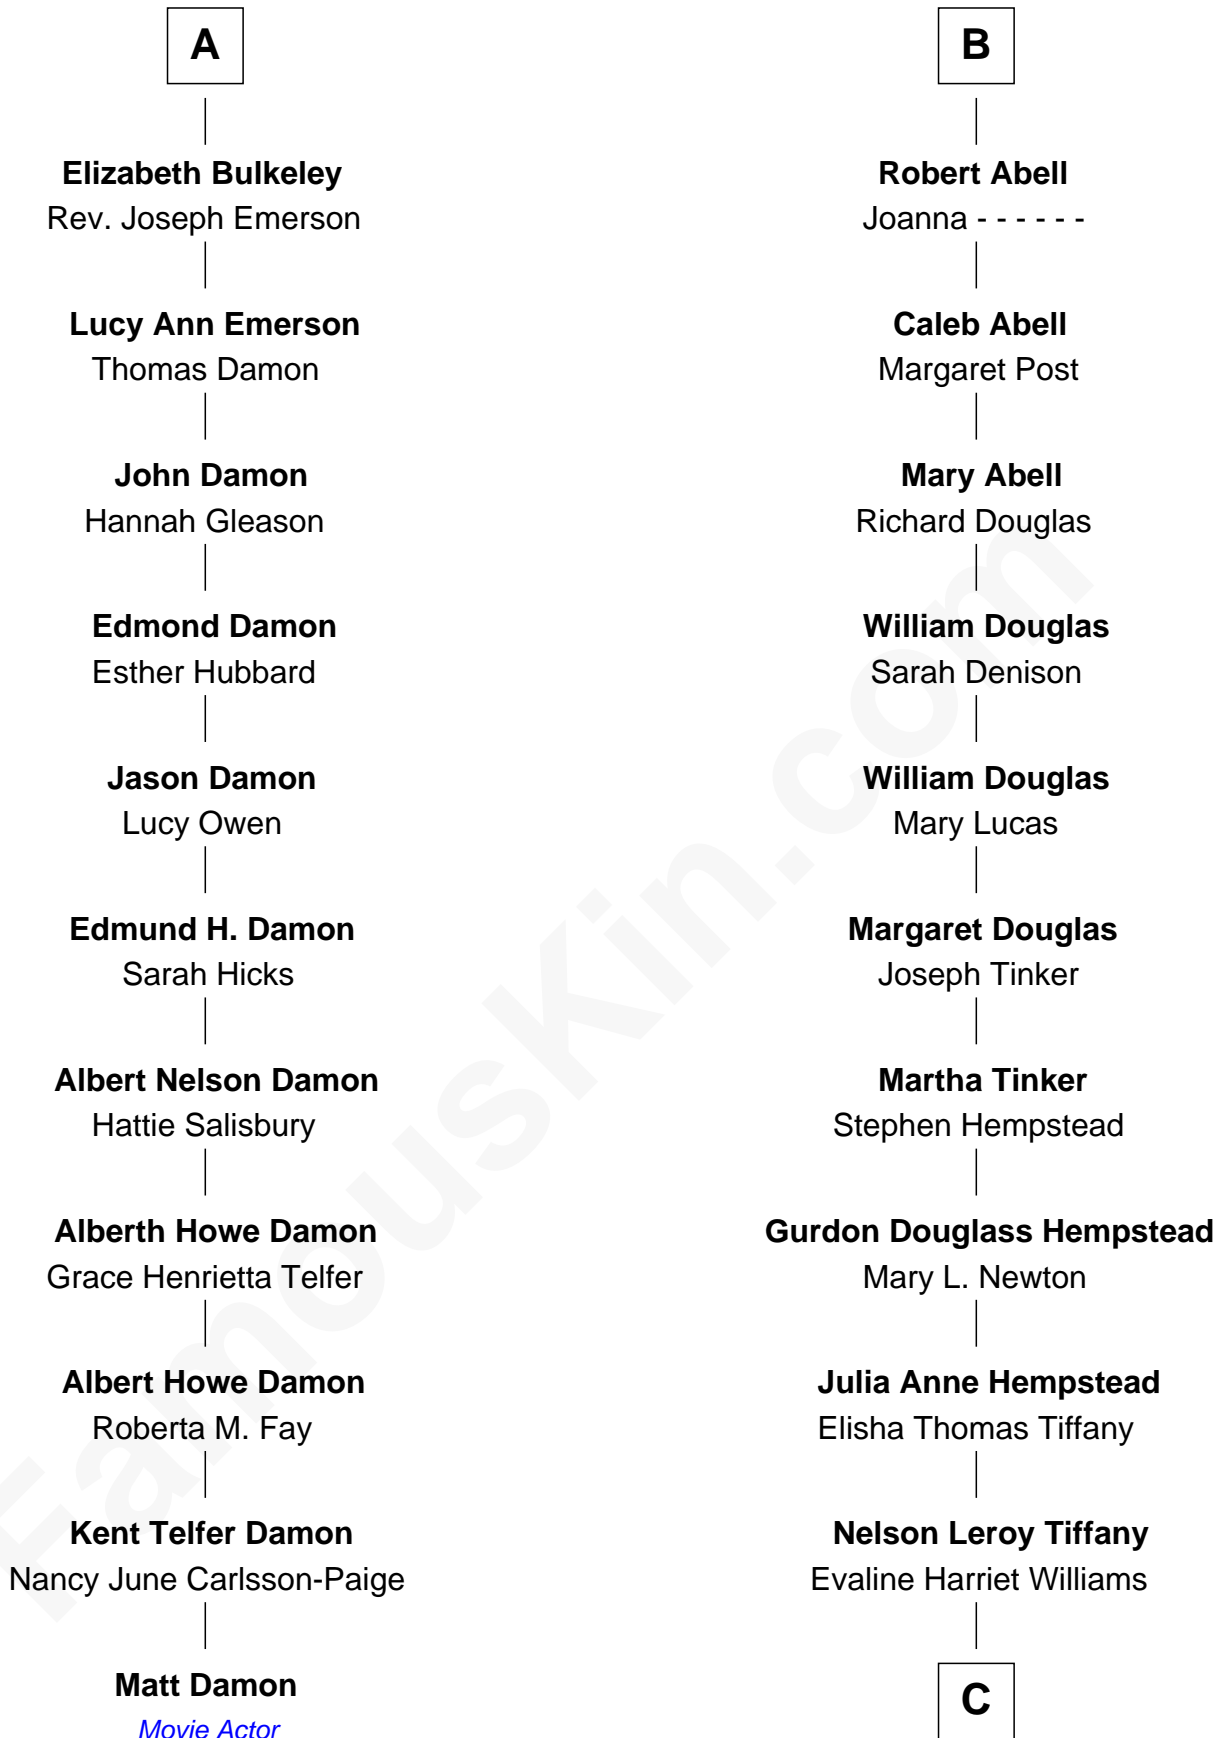 A
Elizabeth Bulkeley
Rev. Joseph Emerson
Lucy Ann Emerson
Thomas Damon
John Damon
Hannah Gleason
Edmond Damon
Esther Hubbard
Jason Damon
Lucy Owen
Edmund H. Damon
Sarah Hicks
Albert Nelson Damon
Hattie Salisbury
Alberth Howe Damon
Grace Henrietta Telfer
Albert Howe Damon
Roberta M. Fay
Kent Telfer Damon
Nancy June Carlsson-Paige
Matt Damon
Movie Actor
B
Robert Abell
Joanna - - - - - -
Caleb Abell
Margaret Post
Mary Abell
Richard Douglas
William Douglas
Sarah Denison
William Douglas
Mary Lucas
Margaret Douglas
Joseph Tinker
Martha Tinker
Stephen Hempstead
Gurdon Douglass Hempstead
Mary L. Newton
Julia Anne Hempstead
Elisha Thomas Tiffany
Nelson Leroy Tiffany
Evaline Harriet Williams
C
FamousKin.com